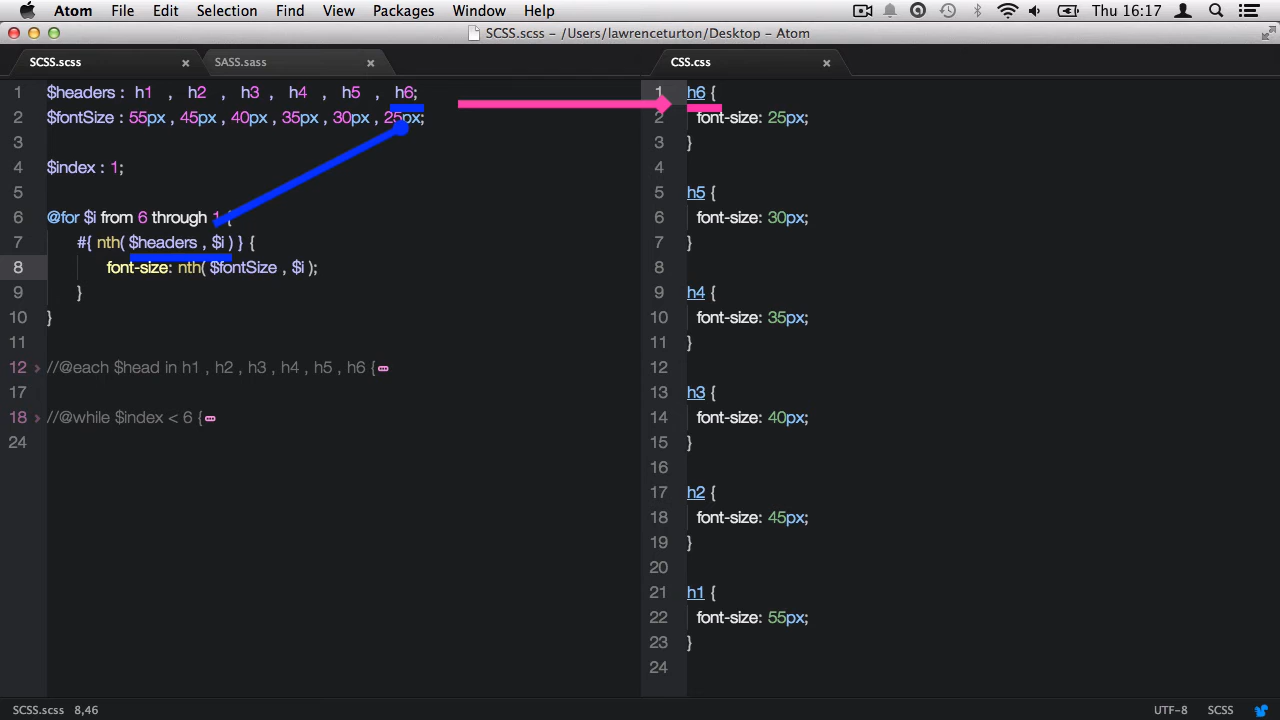 Atom File Edit Selection Find View Packages Window Help Thu 16:17
SCSS.scss – /Users/lawrenceturton/Desktop – Atom
SCSS.scss SASS.sass CSS.css
1 $headers : h1 , h2 , h3 , h4 , h5 , h6;
2 $fontSize : 55px , 45px , 40px , 35px , 30px , 25px;
3
4 $index : 1;
5
6 @for $i from 6 through 1 {
7 #{ nth( $headers , $i ) } {
8 font-size: nth( $fontSize , $i );
9 }
10 }
11
12 //@each $head in h1 , h2 , h3 , h4 , h5 , h6 {
17
18 //@while $index < 6 {
24
1 h6 {
2 font-size: 25px;
3 }
4
5 h5 {
6 font-size: 30px;
7 }
8
9 h4 {
10 font-size: 35px;
11 }
12
13 h3 {
14 font-size: 40px;
15 }
16
17 h2 {
18 font-size: 45px;
19 }
20
21 h1 {
22 font-size: 55px;
23 }
24
SCSS.scss 8,46 UTF-8 SCSS